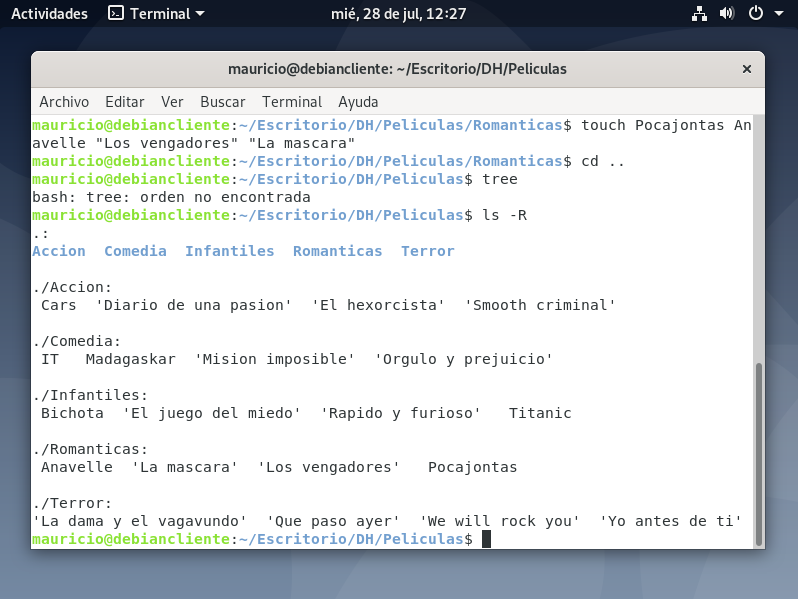 Actividades Terminal mié, 28 de jul, 12:27
mauricio@debiancliente: ~/Escritorio/DH/Peliculas ×
Archivo Editar Ver Buscar Terminal Ayuda
mauricio@debiancliente:~/Escritorio/DH/Peliculas/Romanticas$ touch Pocajontas An
avelle "Los vengadores" "La mascara"
mauricio@debiancliente:~/Escritorio/DH/Peliculas/Romanticas$ cd ..
mauricio@debiancliente:~/Escritorio/DH/Peliculas$ tree
bash: tree: orden no encontrada
mauricio@debiancliente:~/Escritorio/DH/Peliculas$ ls -R
.:
Accion  Comedia  Infantiles  Romanticas  Terror
./Accion:
 Cars  'Diario de una pasion'  'El hexorcista'  'Smooth criminal'
./Comedia:
 IT   Madagaskar  'Mision imposible'  'Orgulo y prejuicio'
./Infantiles:
 Bichota  'El juego del miedo'  'Rapido y furioso'   Titanic
./Romanticas:
 Anavelle  'La mascara'  'Los vengadores'   Pocajontas
./Terror:
'La dama y el vagavundo'  'Que paso ayer'  'We will rock you'  'Yo antes de ti'
mauricio@debiancliente:~/Escritorio/DH/Peliculas$